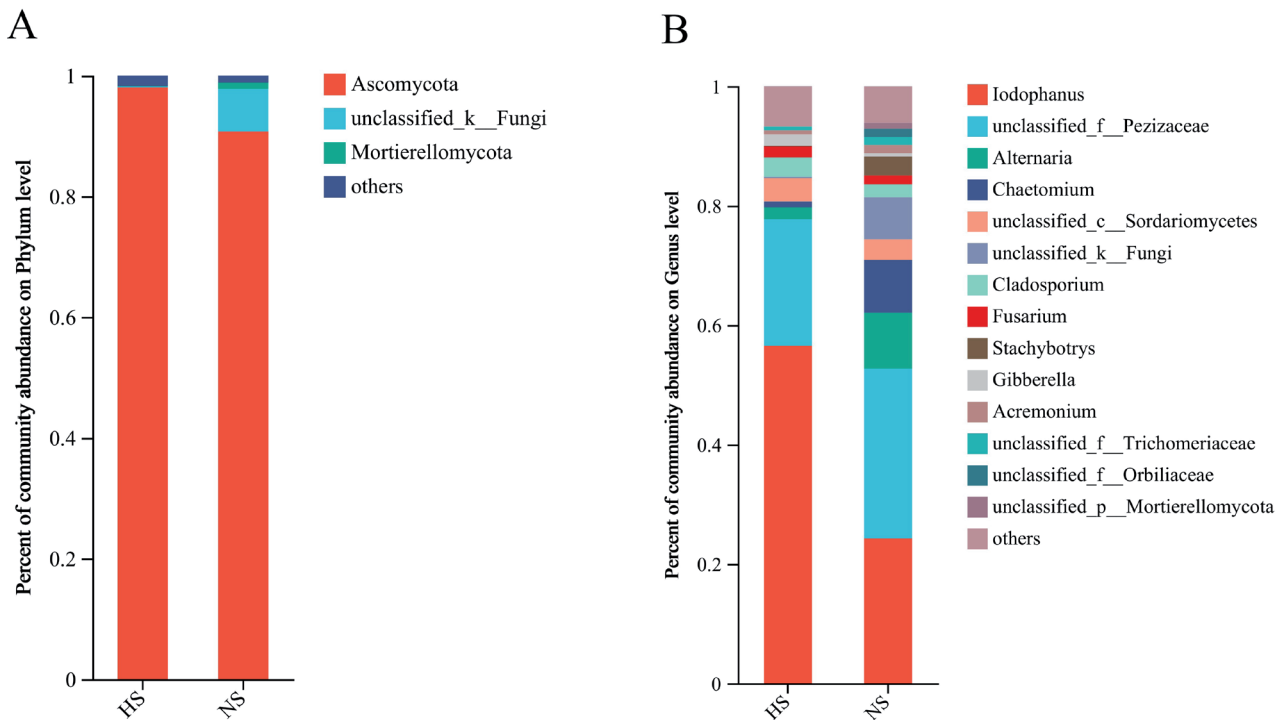 A
Percent of community abundance on Phylum level
1
0.8
0.6
0.4
0.2
0
HS
NS
Ascomycota
unclassified_k__Fungi
Mortierellomycota
others
B
Percent of community abundance on Genus level
1
0.8
0.6
0.4
0.2
0
HS
NS
Iodophanus
unclassified_f__Pezizaceae
Alternaria
Chaetomium
unclassified_c__Sordariomycetes
unclassified_k__Fungi
Cladosporium
Fusarium
Stachybotrys
Gibberella
Acremonium
unclassified_f__Trichomeriaceae
unclassified_f__Orbiliaceae
unclassified_p__Mortierellomycota
others